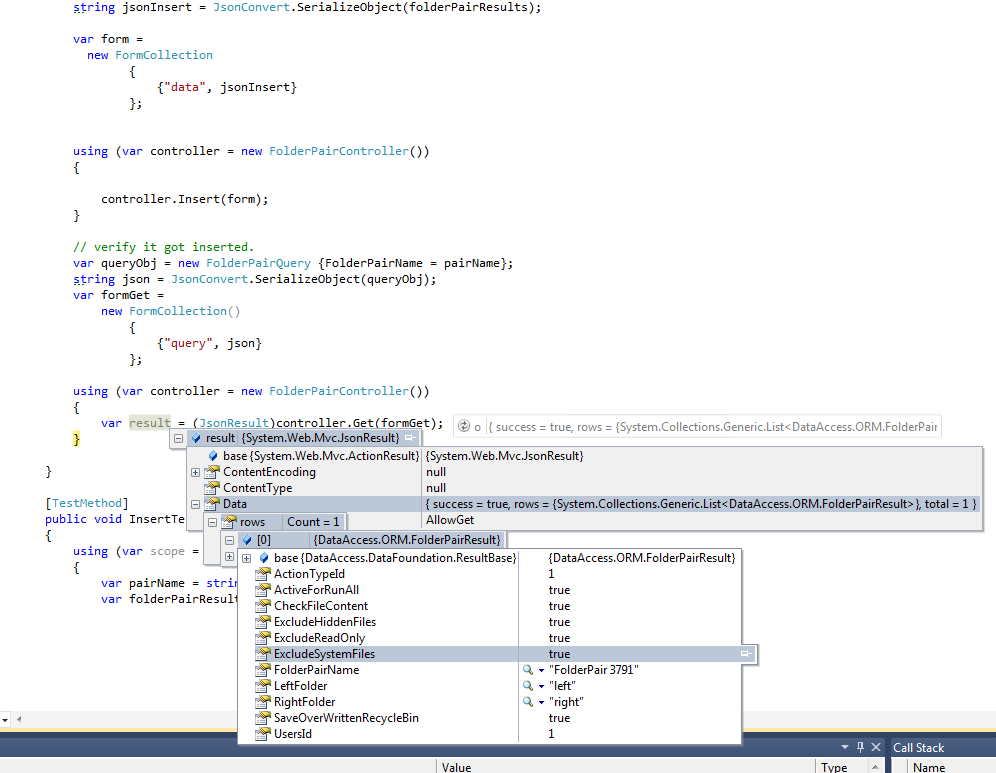 string jsonInsert = JsonConvert.SerializeObject(folderPairResults);
var form =
new FormCollection
{
{"data", jsonInsert}
};
using (var controller = new FolderPairController())
{
controller.Insert(form);
}
// verify it got inserted.
var queryObj = new FolderPairQuery {FolderPairName = pairName};
string json = JsonConvert.SerializeObject(queryObj);
var formGet =
new FormCollection()
{
{"query", json}
};
using (var controller = new FolderPairController())
{
var result = (JsonResult)controller.Get(formGet); o { success = true, rows = {System.Collections.Generic.List<DataAccess.ORM.FolderPair
} result {System.Web.Mvc.JsonResult}
base {System.Web.Mvc.ActionResult} {System.Web.Mvc.JsonResult}
} ContentEncoding null
ContentType null
[TestMethod] Data { success = true, rows = {System.Collections.Generic.List<DataAccess.ORM.FolderPairResult>}, total = 1 }
public void InsertTe rows Count = 1 AllowGet
{ [0] {DataAccess.ORM.FolderPairResult}
using (var scope = base {DataAccess.DataFoundation.ResultBase} {DataAccess.ORM.FolderPairResult}
{ ActionTypeId 1
var pairName = strin ActiveForRunAll true
var folderPairResult CheckFileContent true
ExcludeHiddenFiles true
ExcludeReadOnly true
ExcludeSystemFiles true
FolderPairName "FolderPair 3791"
LeftFolder "left"
RightFolder "right"
SaveOverWrittenRecycleBin true
UsersId 1
Call Stack
Value Type Name